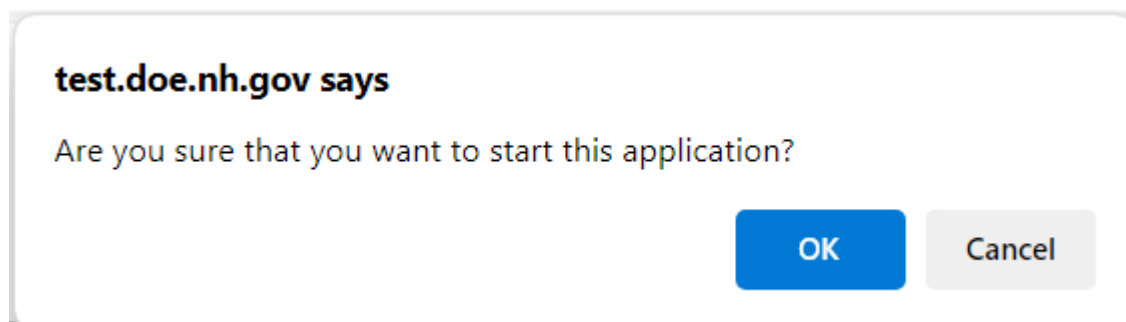 test.doe.nh.gov says
Are you sure that you want to start this application?
OK Cancel